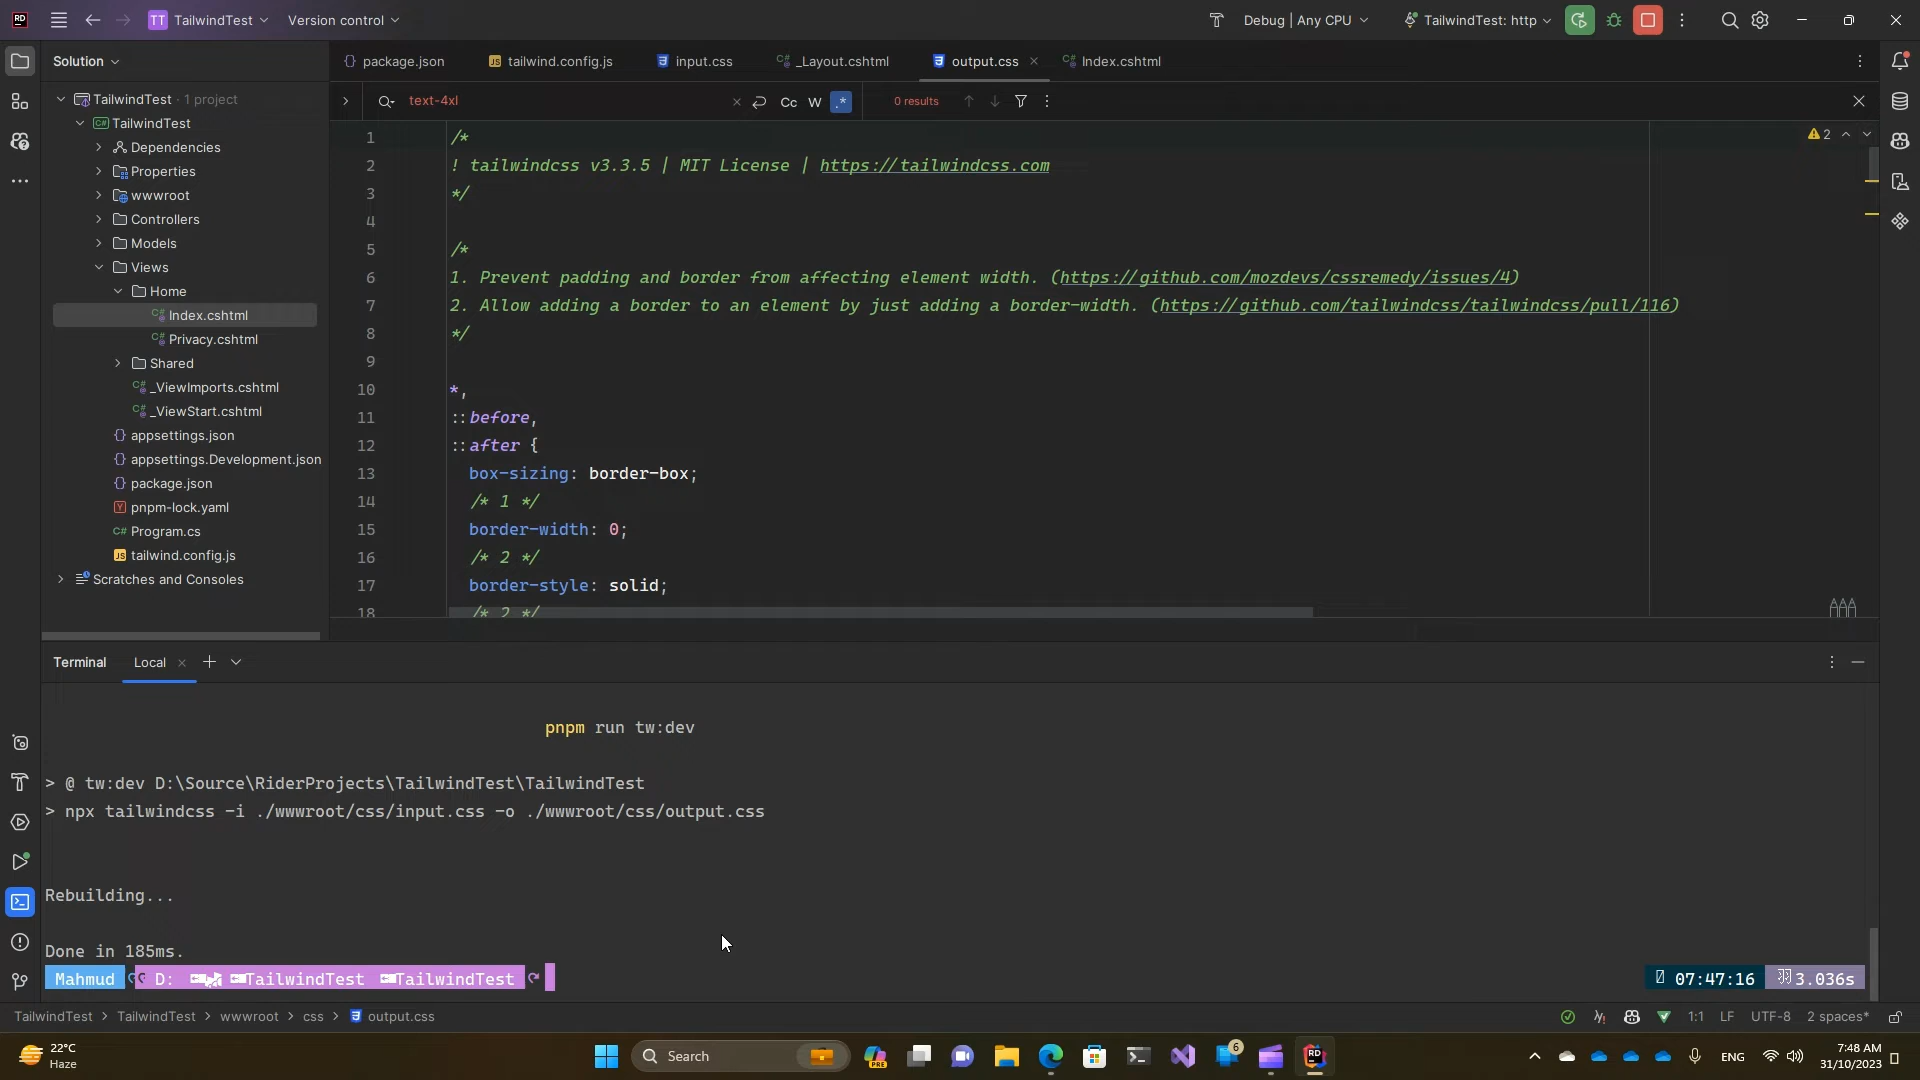 RD
TT TailwindTest
Version control
Debug | Any CPU
TailwindTest: http
Solution
package.json
JS tailwind.config.js
input.css
C# _Layout.cshtml
output.css
C# Index.cshtml
text-4xl
Cc
W
.*
0 results
2
TailwindTest · 1 project
C# TailwindTest
Dependencies
Properties
wwwroot
Controllers
Models
Views
Home
C# Index.cshtml
C# Privacy.cshtml
Shared
C# _ViewImports.cshtml
C# _ViewStart.cshtml
appsettings.json
appsettings.Development.json
package.json
Y pnpm-lock.yaml
C# Program.cs
JS tailwind.config.js
Scratches and Consoles
1 /*
2 ! tailwindcss v3.3.5 | MIT License | https://tailwindcss.com
3 */
4
5 /*
6 1. Prevent padding and border from affecting element width. (https://github.com/mozdevs/cssremedy/issues/4)
7 2. Allow adding a border to an element by just adding a border-width. (https://github.com/tailwindcss/tailwindcss/pull/116)
8 */
9
10 *,
11 ::before,
12 ::after {
13 box-sizing: border-box;
14 /* 1 */
15 border-width: 0;
16 /* 2 */
17 border-style: solid;
18 /* 2 */
Terminal
Local
pnpm run tw:dev
> @ tw:dev D:\Source\RiderProjects\TailwindTest\TailwindTest
> npx tailwindcss -i ./wwwroot/css/input.css -o ./wwwroot/css/output.css
Rebuilding...
Done in 185ms.
Mahmud D: TailwindTest TailwindTest
07:47:16 3.036s
TailwindTest > TailwindTest > wwwroot > css > output.css
1:1 LF UTF-8 2 spaces*
22°C
Haze
Search
PRE
6
RD
ENG
7:48 AM
31/10/2023